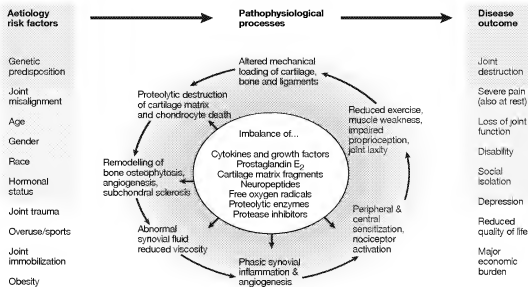 Aetiology
risk factors
Pathophysiological
processes
Disease
outcome
Genetic
predisposition
Joint
misalignment
Age
Gender
Race
Hormonal
status
Joint trauma
Overuse/sports
Joint
immobilization
Obesity
Altered mechanical
loading of cartilage,
bone and ligaments
Proteolytic destruction
of cartilage matrix
and chondrocyte death
Remodelling of
bone osteophytosis,
angiogenesis,
subchondral sclerosis
Abnormal
synovial fluid
reduced viscosity
Phasic synovial
inflammation &
angiogenesis
Peripheral &
central
sensitization,
nociceptor
activation
Reduced exercise,
muscle weakness,
impaired
proprioception,
joint laxity
Imbalance of...
Cytokines and growth factors
Prostaglandin E2
Cartilage matrix fragments
Neuropeptides
Free oxygen radicals
Proteolytic enzymes
Protease inhibitors
Joint
destruction
Severe pain
(also at rest)
Loss of joint
function
Disability
Social
isolation
Depression
Reduced
quality of life
Major
economic
burden